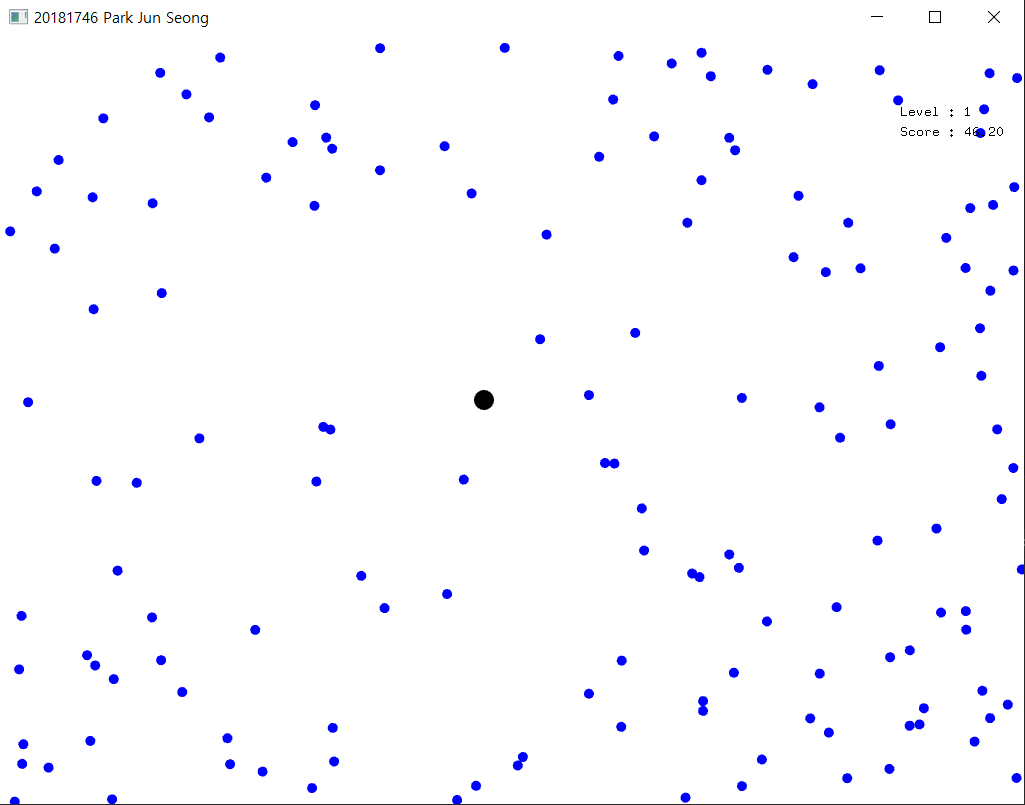 20181746 Park Jun Seong
Level : 1
Score : 46.20